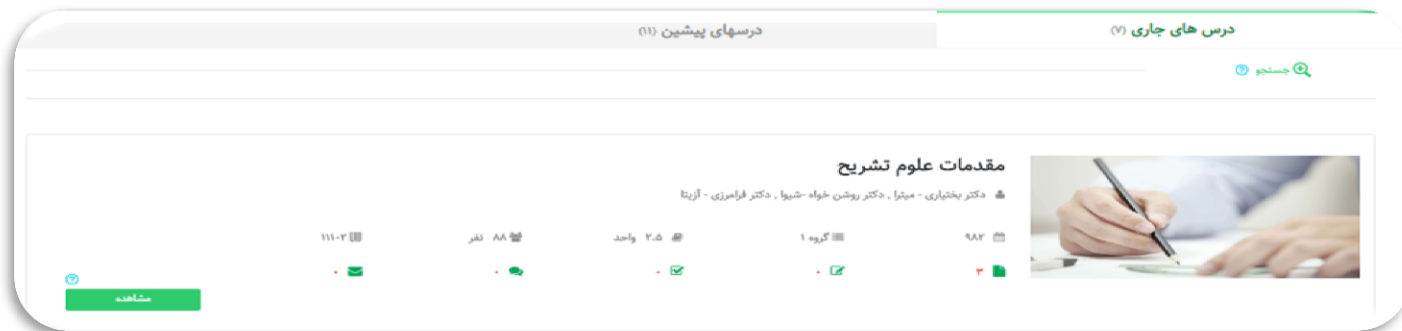 درس های جاری (۷)
درسهای پیشین (۱۱)
جستجو
مقدمات علوم تشریح
دکتر بختیاری - میترا , دکتر روشن خواه -شیوا , دکتر فرامرزی - آزیتا
۹۸۲ گروه ۱ ۲.۵ واحد ۸۸ نفر ۱۱۱۰۲
۳ ۰ ۰ ۰ ۰
مشاهده